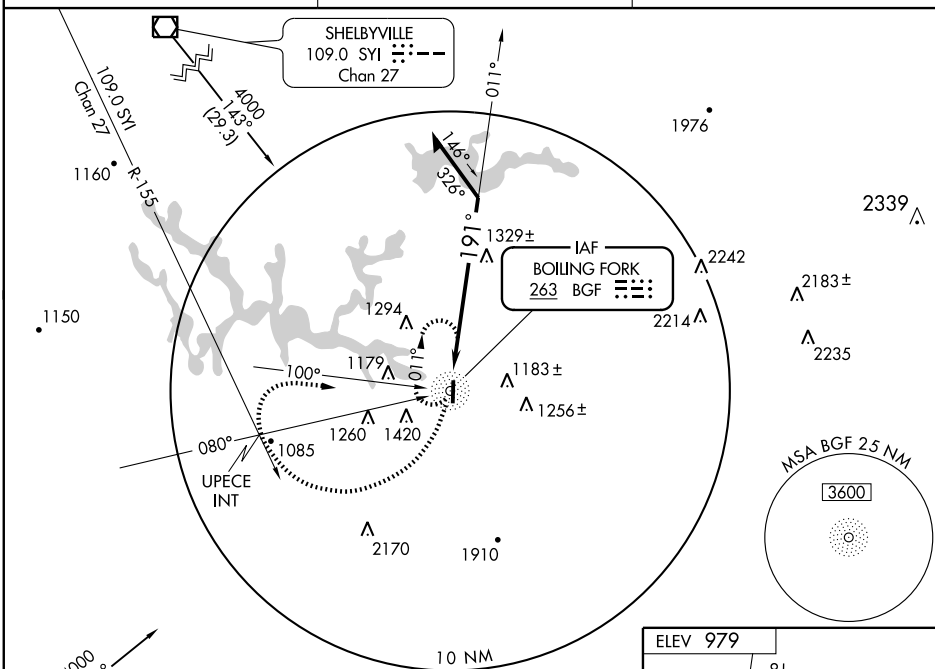 SHELBYVILLE
109.0 SYI
Chan 27
109.0 SYI
Chan 27
R-155
4000
143°
(29.3)
011°
1976
1160
146°
326°
2339
191°
1329±
IAF
BOILING FORK
263 BGF
2242
2183±
1150
1294
2214
2235
1179
011°
100°
1183±
1256±
1260
1420
080°
1085
UPECE
INT
MSA BGF 25 NM
3600
2170
1910
10 NM
ELEV 979